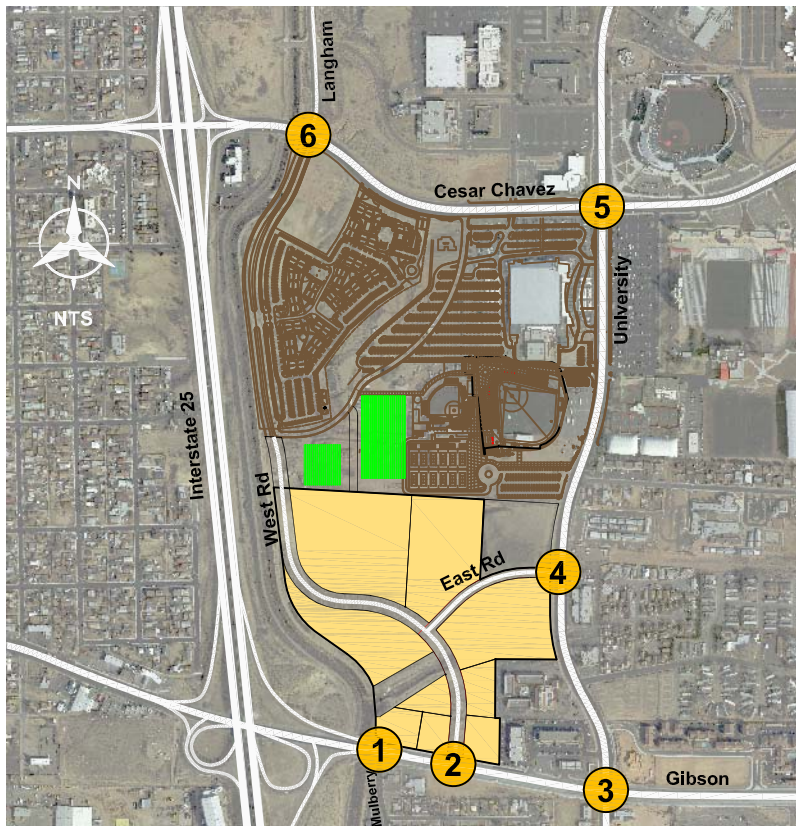 Langham
6
Cesar Chavez
5
N
NTS
University
Interstate 25
West Rd
East Rd
4
1
2
Mulberry
3
Gibson